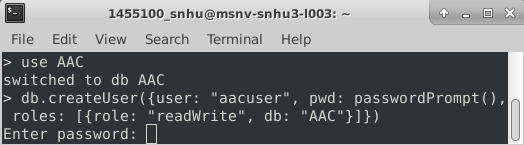 1455100_snhu@msnv-snhu3-l003: ~
File Edit View Search Terminal Help
> use AAC
switched to db AAC
> db.createUser({user: "aacuser", pwd: passwordPrompt(),
 roles: [{role: "readWrite", db: "AAC"}]})
Enter password: